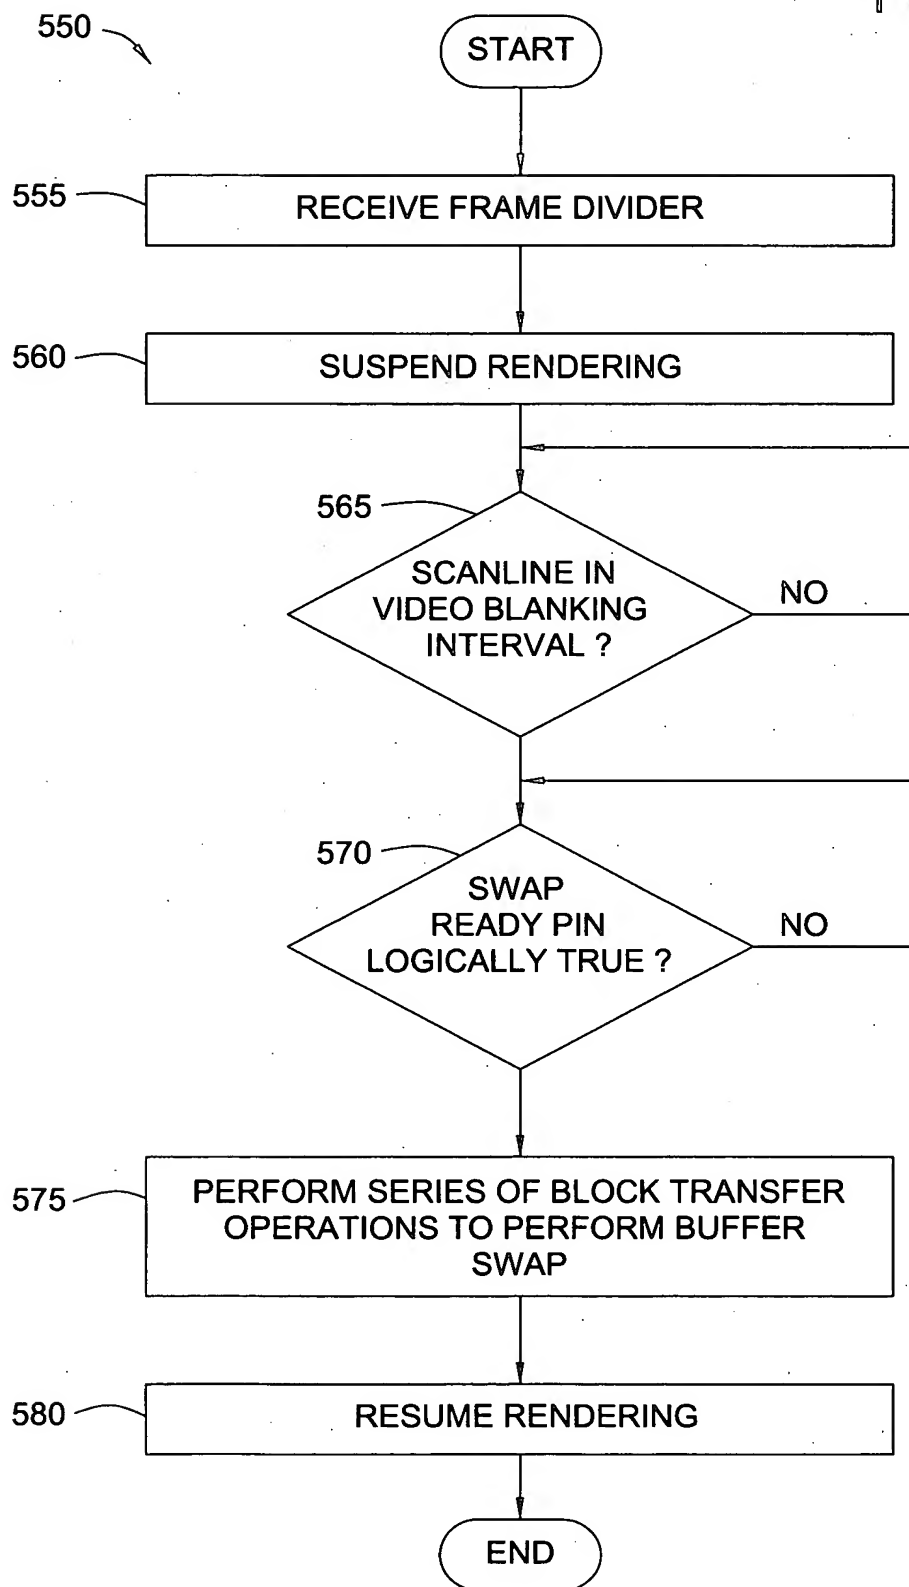 550
START
555
RECEIVE FRAME DIVIDER
560
SUSPEND RENDERING
565
SCANLINE IN
VIDEO BLANKING
INTERVAL ?
NO
570
SWAP
READY PIN
LOGICALLY TRUE ?
NO
575
PERFORM SERIES OF BLOCK TRANSFER
OPERATIONS TO PERFORM BUFFER
SWAP
580
RESUME RENDERING
END